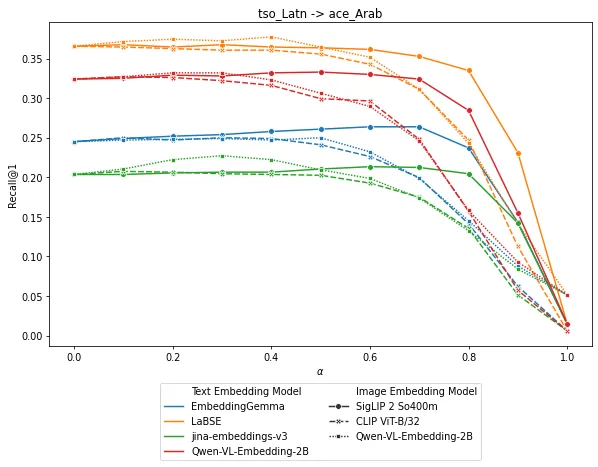 tso_Latn -> ace_Arab
Recall@1
0.35
0.30
0.25
0.20
0.15
0.10
0.05
0.00
0.0 0.2 0.4 0.6 0.8 1.0
α
Text Embedding Model Image Embedding Model
EmbeddingGemma SigLIP 2 So400m
LaBSE CLIP ViT-B/32
jina-embeddings-v3 Qwen-VL-Embedding-2B
Qwen-VL-Embedding-2B